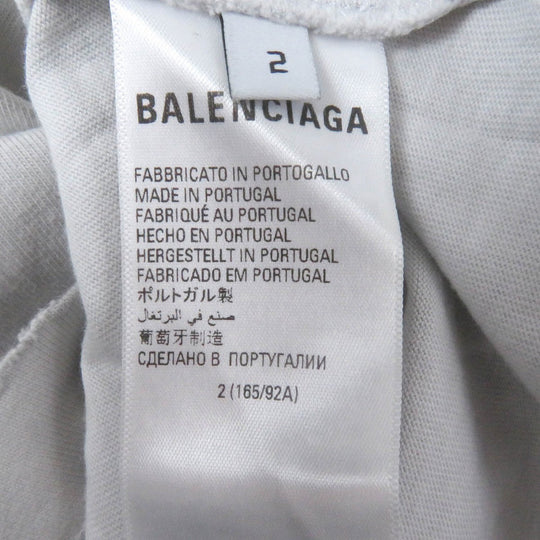 2
BALENCIAGA
FABBRICATO IN PORTOGALLO
MADE IN PORTUGAL
FABRIQUÉ AU PORTUGAL
HECHO EN PORTUGAL
HERGESTELLT IN PORTUGAL
FABRICADO EM PORTUGAL
ポルトガル製
صنع في البرتغال
葡萄牙制造
СДЕЛАНО В ПОРТУГАЛИИ
2 (165/92A)